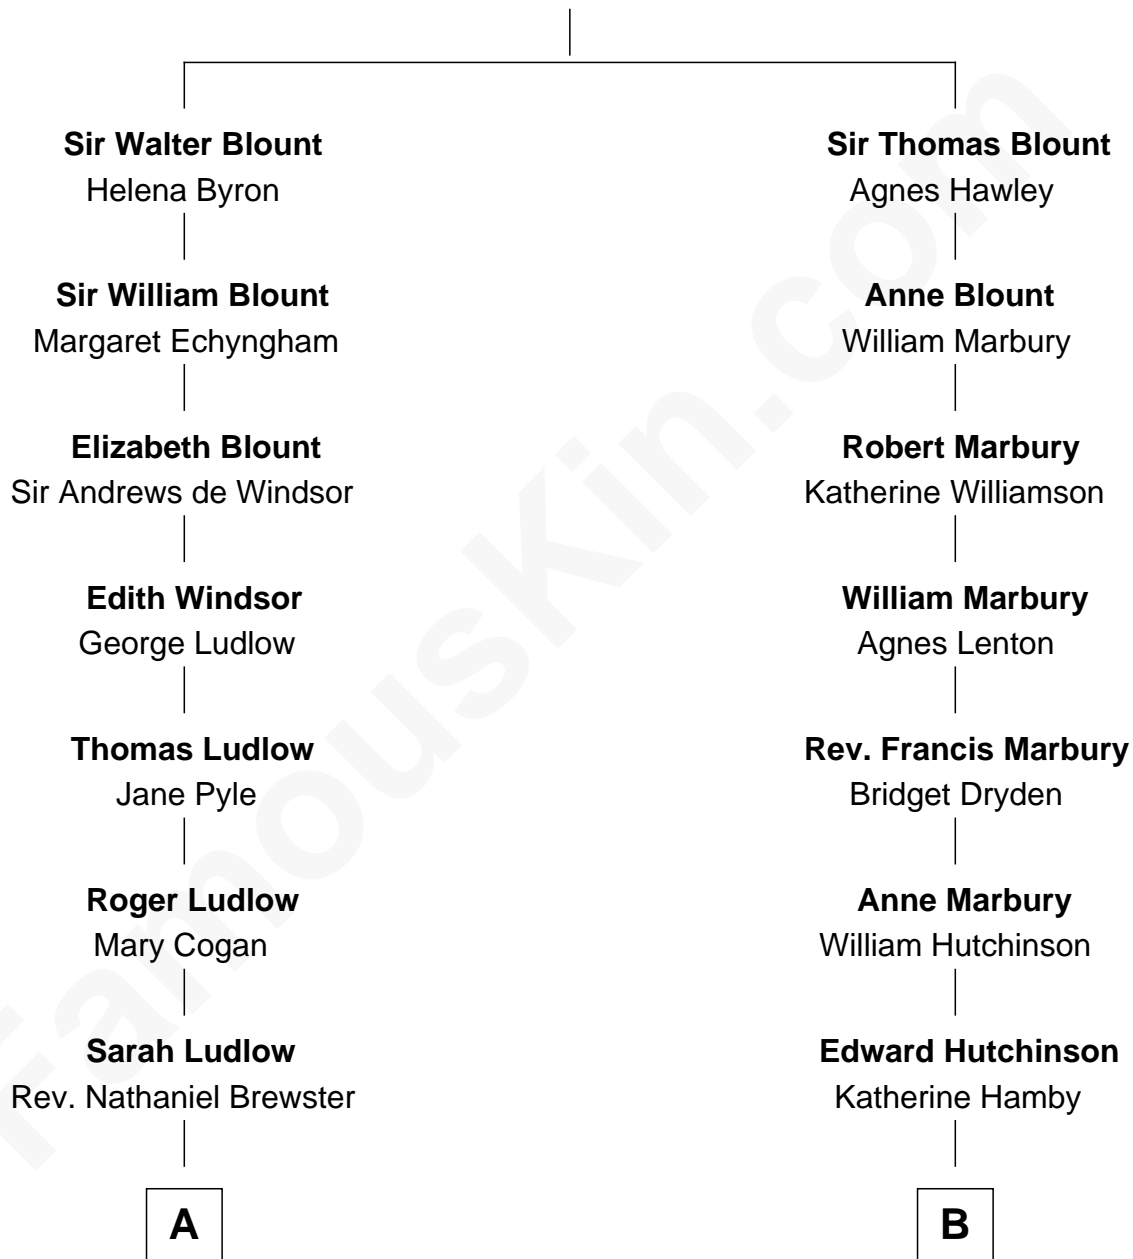 Sir Walter Blount
Helena Byron
Sir William Blount
Margaret Echyngham
Elizabeth Blount
Sir Andrews de Windsor
Edith Windsor
George Ludlow
Thomas Ludlow
Jane Pyle
Roger Ludlow
Mary Cogan
Sarah Ludlow
Rev. Nathaniel Brewster
A
Sir Thomas Blount
Agnes Hawley
Anne Blount
William Marbury
Robert Marbury
Katherine Williamson
William Marbury
Agnes Lenton
Rev. Francis Marbury
Bridget Dryden
Anne Marbury
William Hutchinson
Edward Hutchinson
Katherine Hamby
B
FamousKin.com